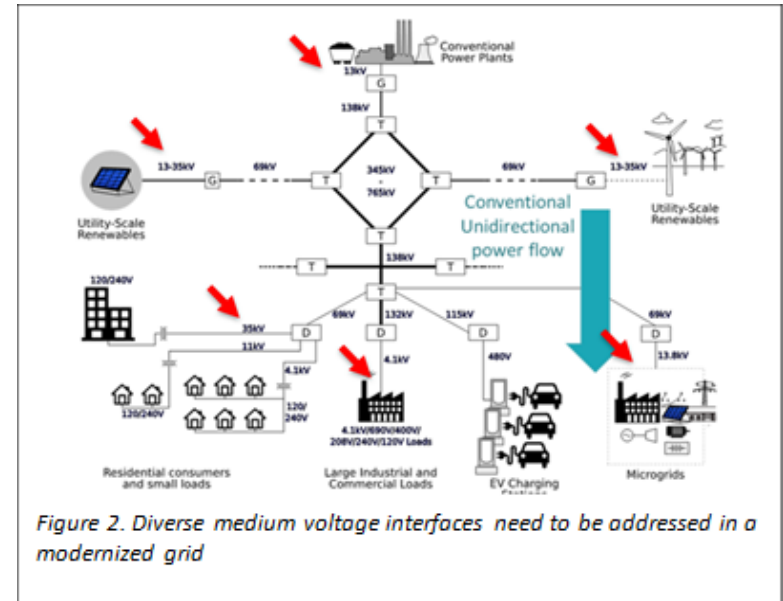 Conventional
Power Plants
13kV
G
138kV
T
13-35kV
69kV
G
T
345kV
-
765kV
T
69kV
G
13-35kV
Utility-Scale
Renewables
Conventional
Unidirectional
power flow
Utility-Scale
Renewables
T
138kV
T
T
T
120/240V
69kV
132kV
115kV
69kV
35kV
D
D
D
D
11kV
4.1kV
4.1kV
480V
13.8kV
120/240V
120/
240V
4.1kV/690V/400V/
208V/240V/120V Loads
Residential consumers
and small loads
Large Industrial and
Commercial Loads
EV Charging
Stations
Microgrids
Figure 2. Diverse medium voltage interfaces need to be addressed in a
modernized grid